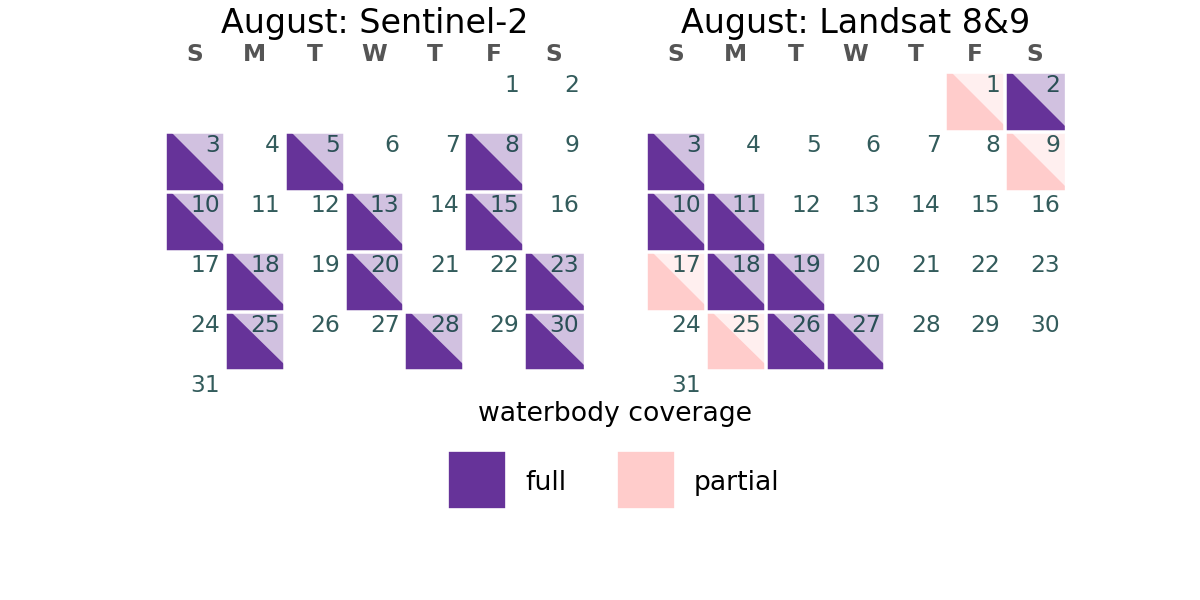 August: Sentinel-2
S M T W T F S
1 2
3 4 5 6 7 8 9
10 11 12 13 14 15 16
17 18 19 20 21 22 23
24 25 26 27 28 29 30
31
August: Landsat 8&9
S M T W T F S
1 2
3 4 5 6 7 8 9
10 11 12 13 14 15 16
17 18 19 20 21 22 23
24 25 26 27 28 29 30
31
waterbody coverage
full partial